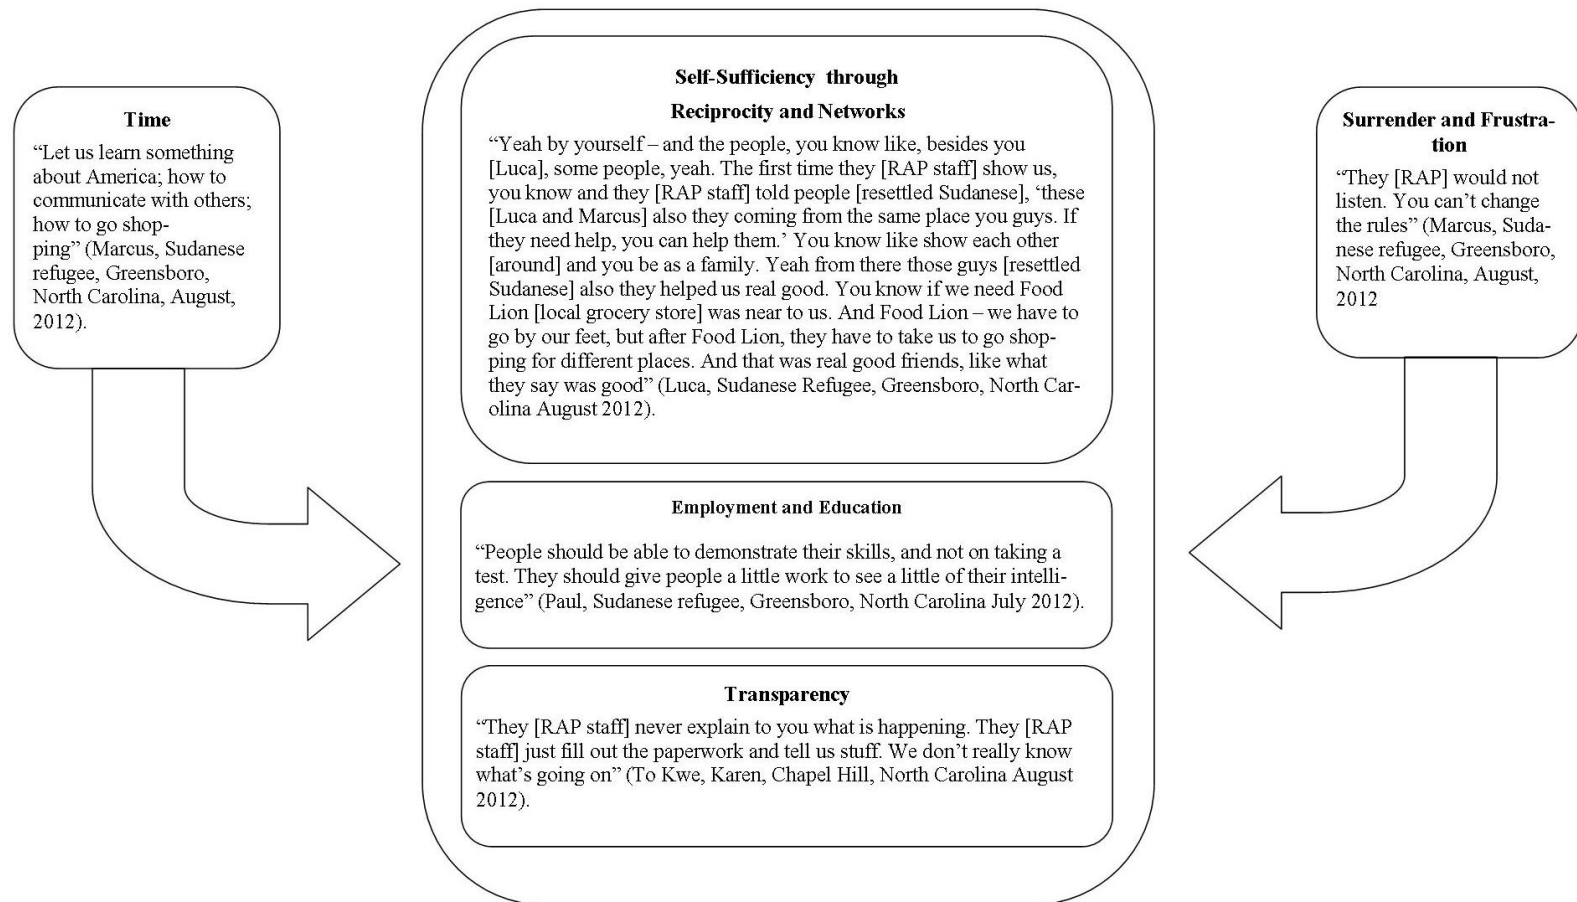 Time
“Let us learn something
about America; how to
communicate with others;
how to go shop-
ping” (Marcus, Sudanese
refugee, Greensboro,
North Carolina, August,
2012).
Self-Sufficiency through
Reciprocity and Networks
“Yeah by yourself – and the people, you know like, besides you
[Luca], some people, yeah. The first time they [RAP staff] show us,
you know and they [RAP staff] told people [resettled Sudanese], ‘these
[Luca and Marcus] also they coming from the same place you guys. If
they need help, you can help them.’ You know like show each other
[around] and you be as a family. Yeah from there those guys [resettled
Sudanese] also they helped us real good. You know if we need Food
Lion [local grocery store] was near to us. And Food Lion – we have to
go by our feet, but after Food Lion, they have to take us to go shop-
ping for different places. And that was real good friends, like what
they say was good” (Luca, Sudanese Refugee, Greensboro, North Car-
olina August 2012).
Employment and Education
“People should be able to demonstrate their skills, and not on taking a
test. They should give people a little work to see a little of their intelli-
gence” (Paul, Sudanese refugee, Greensboro, North Carolina July 2012).
Transparency
“They [RAP staff] never explain to you what is happening. They [RAP
staff] just fill out the paperwork and tell us stuff. We don’t really know
what’s going on” (To Kwe, Karen, Chapel Hill, North Carolina August
2012).
Surrender and Frustra-
tion
“They [RAP] would not
listen. You can’t change
the rules” (Marcus, Suda-
nese refugee, Greensboro,
North Carolina, August,
2012